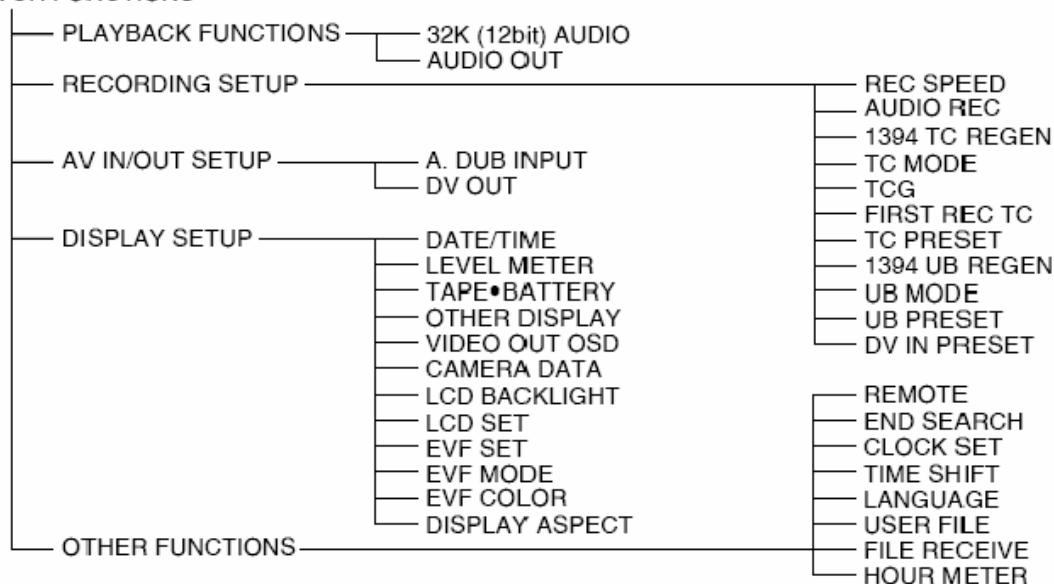 PLAYBACK FUNCTIONS
32K (12bit) AUDIO
AUDIO OUT
RECORDING SETUP
REC SPEED
AUDIO REC
1394 TC REGEN
TC MODE
TCG
FIRST REC TC
TC PRESET
1394 UB REGEN
UB MODE
UB PRESET
DV IN PRESET
AV IN/OUT SETUP
A. DUB INPUT
DV OUT
DISPLAY SETUP
DATE/TIME
LEVEL METER
TAPE•BATTERY
OTHER DISPLAY
VIDEO OUT OSD
CAMERA DATA
LCD BACKLIGHT
LCD SET
EVF SET
EVF MODE
EVF COLOR
DISPLAY ASPECT
OTHER FUNCTIONS
REMOTE
END SEARCH
CLOCK SET
TIME SHIFT
LANGUAGE
USER FILE
FILE RECEIVE
HOUR METER